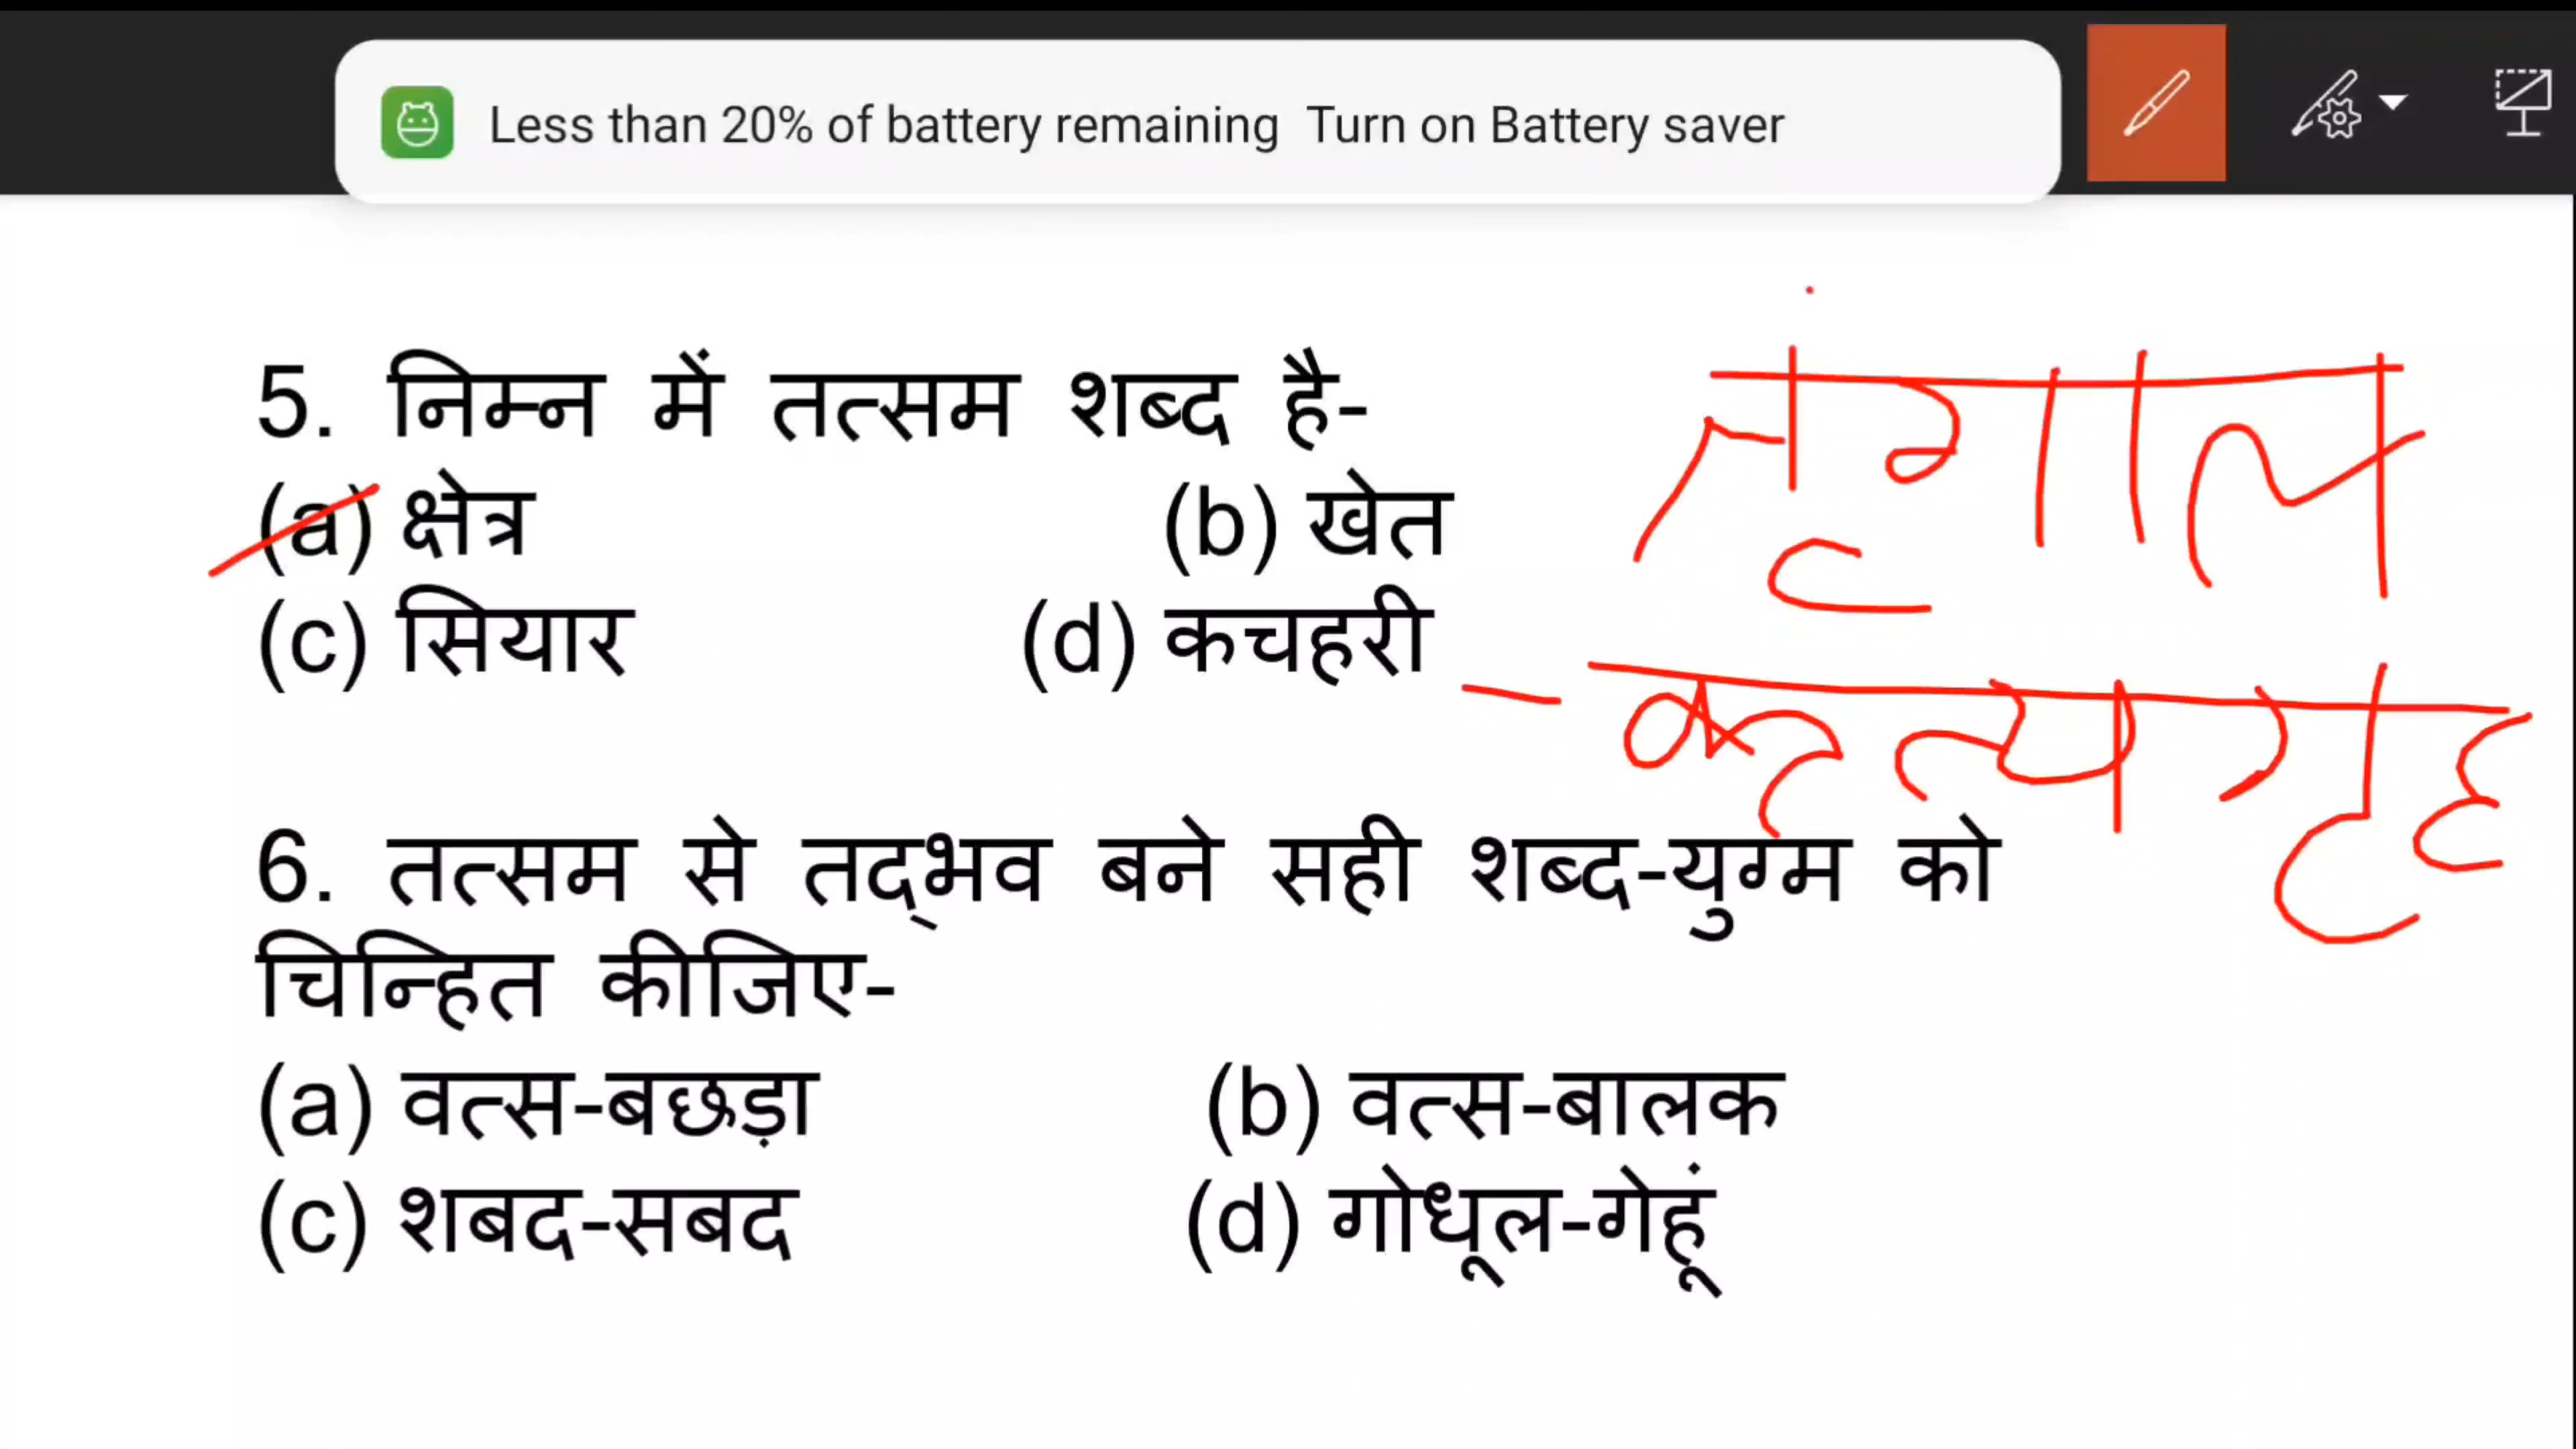 Less than 20% of battery remaining Turn on Battery saver
5. निम्न में तत्सम शब्द है-
(a) क्षेत्र (b) खेत
(c) सियार (d) कचहरी
6. तत्सम से तद्‌भव बने सही शब्द-युग्म को
चिन्हित कीजिए-
(a) वत्स-बछड़ा (b) वत्स-बालक
(c) शबद-सबद (d) गोधूल-गेहूं